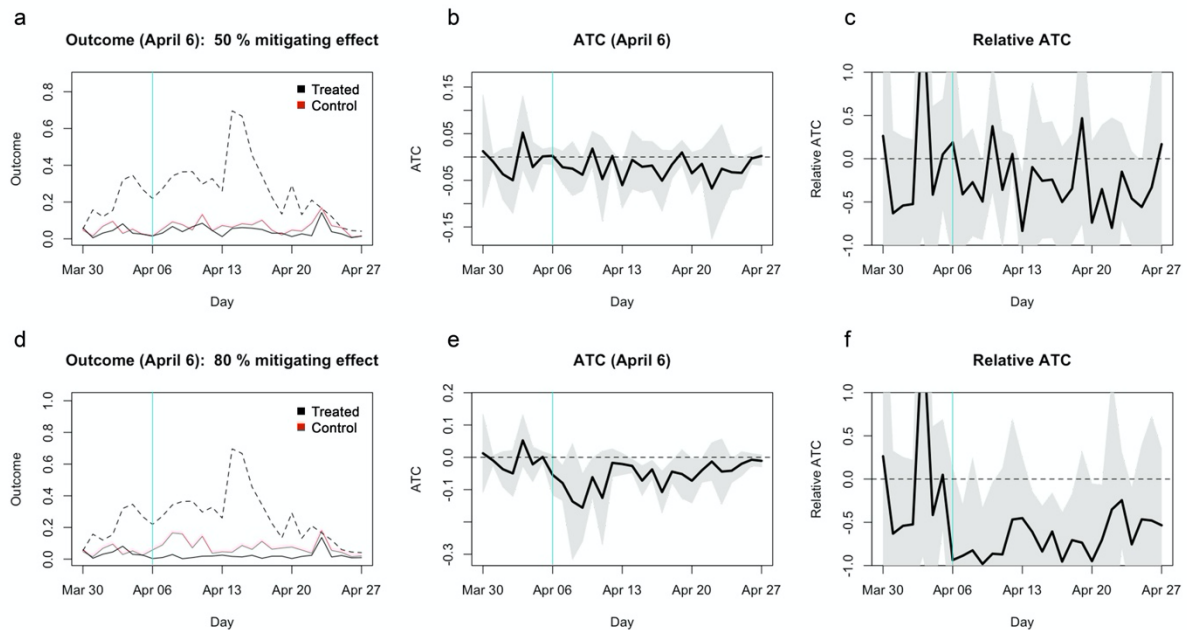 a
Outcome (April 6): 50 % mitigating effect
Outcome
0.8
0.6
0.4
0.2
0.0
Treated
Control
Mar 30 Apr 06 Apr 13 Apr 20 Apr 27
Day
b
ATC (April 6)
ATC
0.15
0.05
-0.05
-0.15
Mar 30 Apr 06 Apr 13 Apr 20 Apr 27
Day
c
Relative ATC
Relative ATC
1.0
0.5
0.0
-0.5
-1.0
Mar 30 Apr 06 Apr 13 Apr 20 Apr 27
Day
d
Outcome (April 6): 80 % mitigating effect
Outcome
1.0
0.8
0.6
0.4
0.2
0.0
Treated
Control
Mar 30 Apr 06 Apr 13 Apr 20 Apr 27
Day
e
ATC (April 6)
ATC
0.2
0.1
0.0
-0.1
-0.3
Mar 30 Apr 06 Apr 13 Apr 20 Apr 27
Day
f
Relative ATC
Relative ATC
1.0
0.5
0.0
-0.5
-1.0
Mar 30 Apr 06 Apr 13 Apr 20 Apr 27
Day